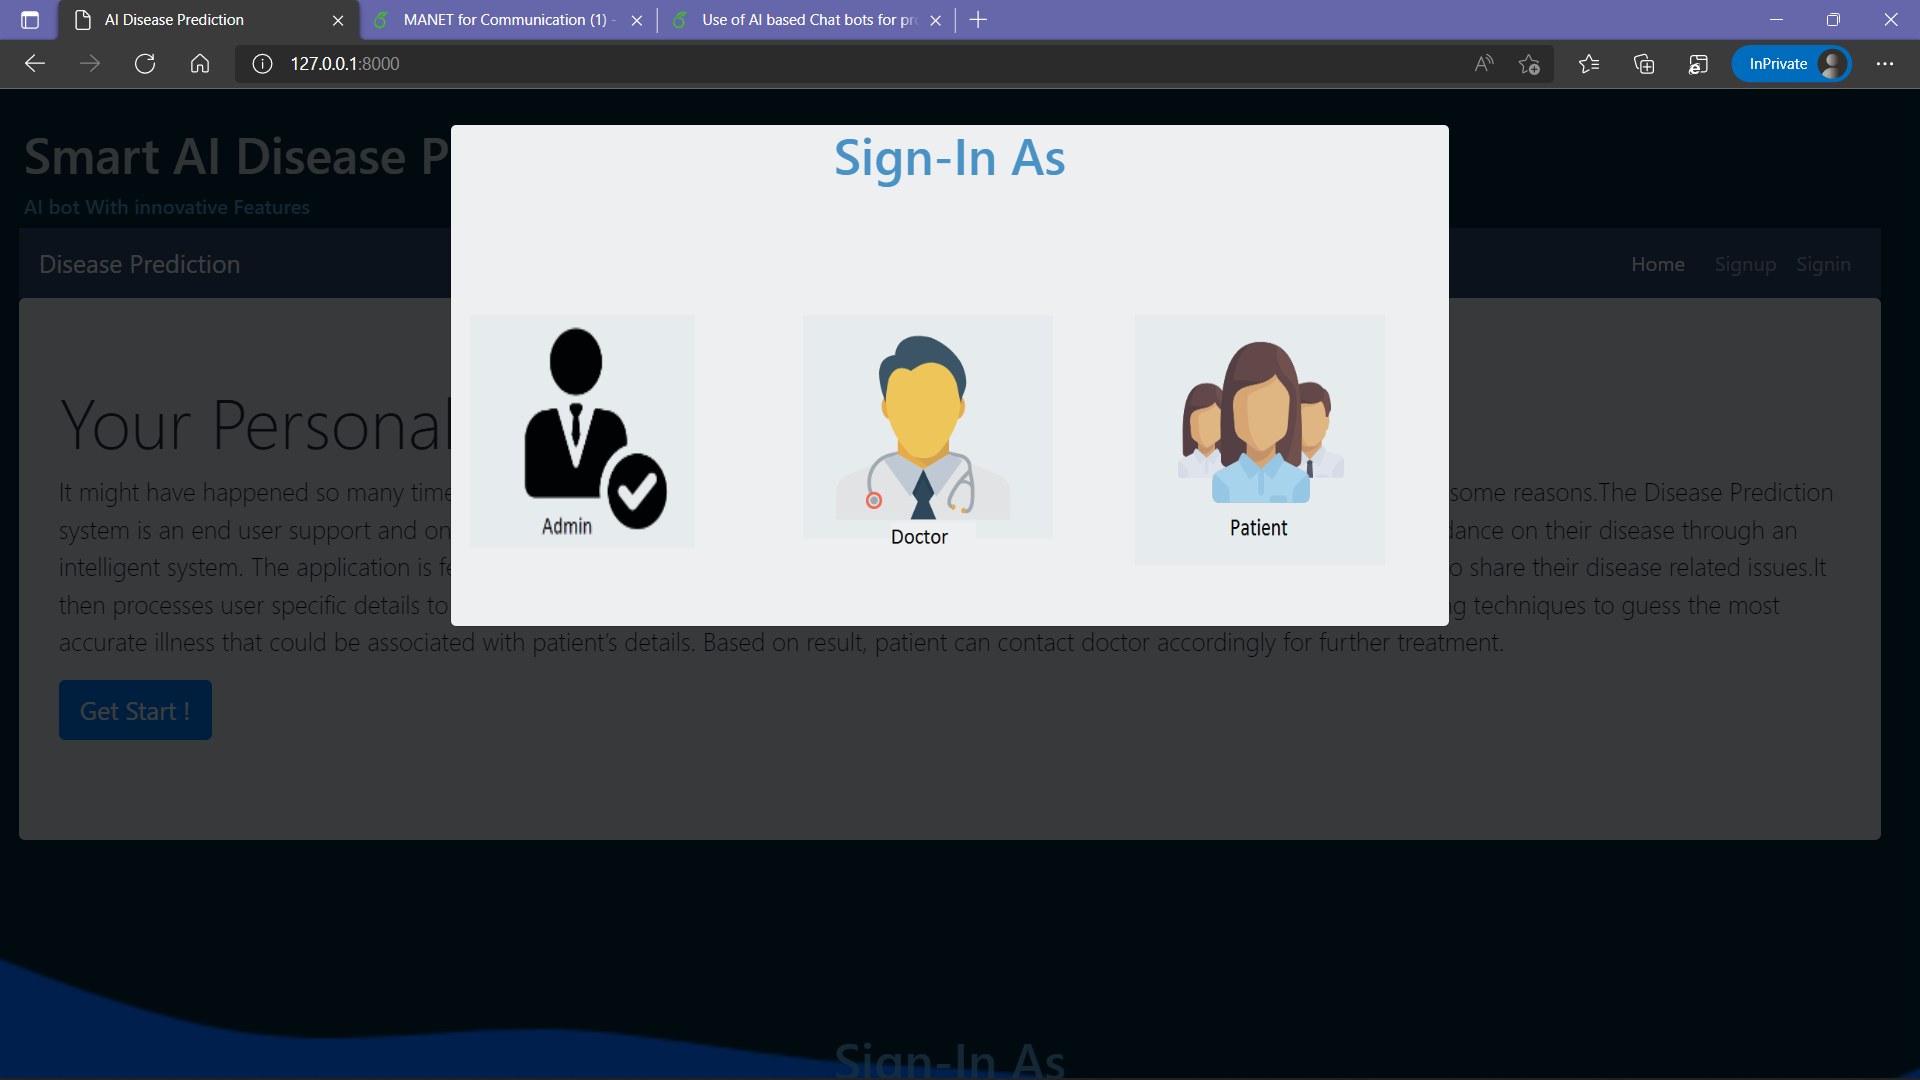 AI Disease Prediction
MANET for Communication (1) -
Use of AI based Chat bots for pr
127.0.0.1:8000
InPrivate
Smart AI Disease P
AI bot With innovative Features
Disease Prediction
Home Signup Signin
Sign-In As
Admin
Doctor
Patient
Your Personal
It might have happened so many time some reasons.The Disease Prediction
system is an end user support and on dance on their disease through an
intelligent system. The application is fe o share their disease related issues.It
then processes user specific details to g techniques to guess the most
accurate illness that could be associated with patient's details. Based on result, patient can contact doctor accordingly for further treatment.
Get Start !
Sign-In As